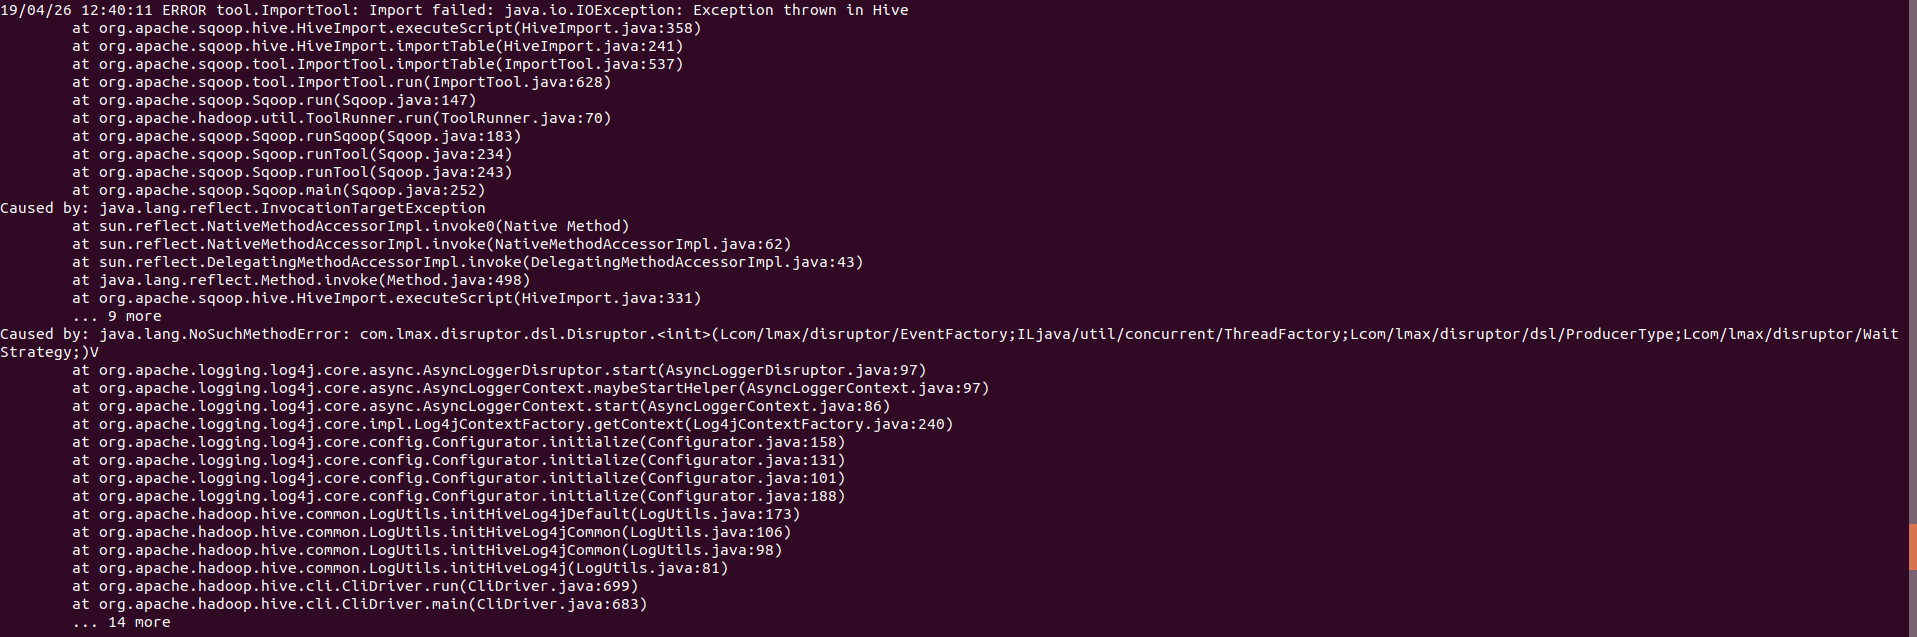 19/04/26 12:40:11 ERROR tool.ImportTool: Import failed: java.io.IOException: Exception thrown in Hive
        at org.apache.sqoop.hive.HiveImport.executeScript(HiveImport.java:358)
        at org.apache.sqoop.hive.HiveImport.importTable(HiveImport.java:241)
        at org.apache.sqoop.tool.ImportTool.importTable(ImportTool.java:537)
        at org.apache.sqoop.tool.ImportTool.run(ImportTool.java:628)
        at org.apache.sqoop.Sqoop.run(Sqoop.java:147)
        at org.apache.hadoop.util.ToolRunner.run(ToolRunner.java:70)
        at org.apache.sqoop.Sqoop.runSqoop(Sqoop.java:183)
        at org.apache.sqoop.Sqoop.runTool(Sqoop.java:234)
        at org.apache.sqoop.Sqoop.runTool(Sqoop.java:243)
        at org.apache.sqoop.Sqoop.main(Sqoop.java:252)
Caused by: java.lang.reflect.InvocationTargetException
        at sun.reflect.NativeMethodAccessorImpl.invoke0(Native Method)
        at sun.reflect.NativeMethodAccessorImpl.invoke(NativeMethodAccessorImpl.java:62)
        at sun.reflect.DelegatingMethodAccessorImpl.invoke(DelegatingMethodAccessorImpl.java:43)
        at java.lang.reflect.Method.invoke(Method.java:498)
        at org.apache.sqoop.hive.HiveImport.executeScript(HiveImport.java:331)
        ... 9 more
Caused by: java.lang.NoSuchMethodError: com.lmax.disruptor.dsl.Disruptor.<init>(Lcom/lmax/disruptor/EventFactory;ILjava/util/concurrent/ThreadFactory;Lcom/lmax/disruptor/dsl/ProducerType;Lcom/lmax/disruptor/Wait
Strategy;)V
        at org.apache.logging.log4j.core.async.AsyncLoggerDisruptor.start(AsyncLoggerDisruptor.java:97)
        at org.apache.logging.log4j.core.async.AsyncLoggerContext.maybeStartHelper(AsyncLoggerContext.java:97)
        at org.apache.logging.log4j.core.async.AsyncLoggerContext.start(AsyncLoggerContext.java:86)
        at org.apache.logging.log4j.core.impl.Log4jContextFactory.getContext(Log4jContextFactory.java:240)
        at org.apache.logging.log4j.core.config.Configurator.initialize(Configurator.java:158)
        at org.apache.logging.log4j.core.config.Configurator.initialize(Configurator.java:131)
        at org.apache.logging.log4j.core.config.Configurator.initialize(Configurator.java:101)
        at org.apache.logging.log4j.core.config.Configurator.initialize(Configurator.java:188)
        at org.apache.hadoop.hive.common.LogUtils.initHiveLog4jDefault(LogUtils.java:173)
        at org.apache.hadoop.hive.common.LogUtils.initHiveLog4jCommon(LogUtils.java:106)
        at org.apache.hadoop.hive.common.LogUtils.initHiveLog4jCommon(LogUtils.java:98)
        at org.apache.hadoop.hive.common.LogUtils.initHiveLog4j(LogUtils.java:81)
        at org.apache.hadoop.hive.cli.CliDriver.run(CliDriver.java:699)
        at org.apache.hadoop.hive.cli.CliDriver.main(CliDriver.java:683)
        ... 14 more